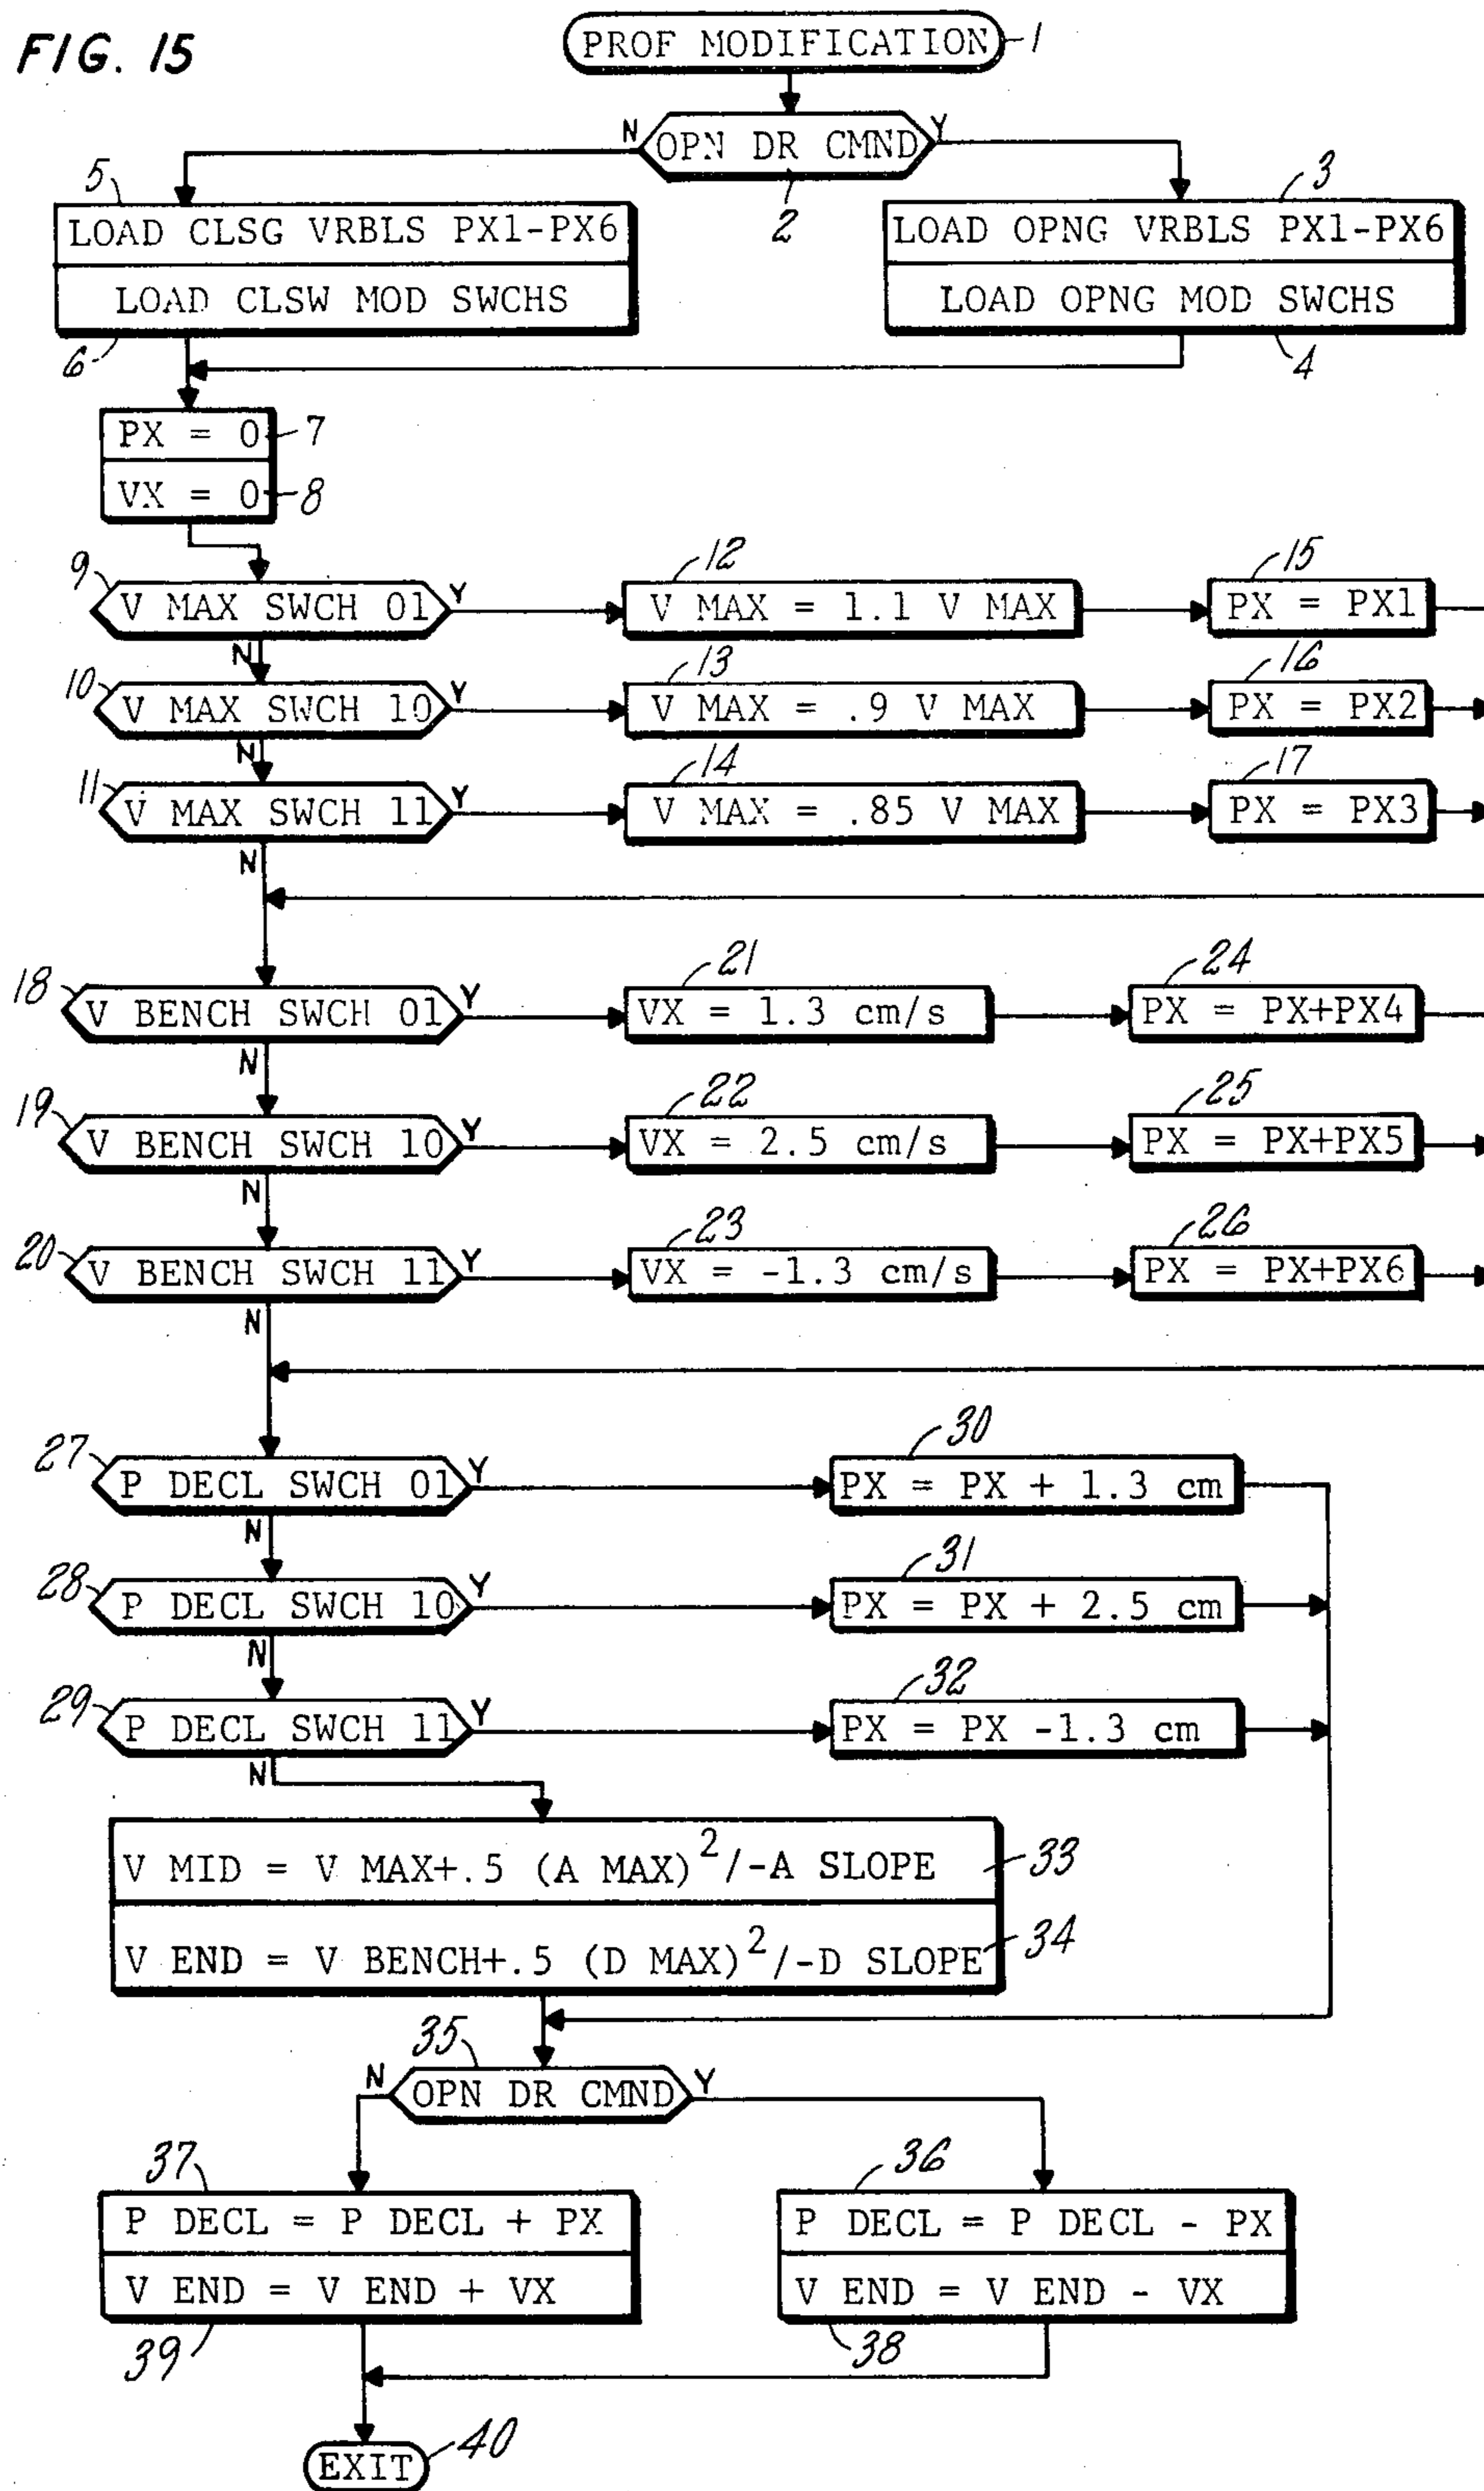 FIG. 15
PROF MODIFICATION 1
N OPN DR CMND Y
2
5
3
LOAD CLSG VRBLS PX1-PX6
LOAD OPNG VRBLS PX1-PX6
LOAD CLSW MOD SWCHS
LOAD OPNG MOD SWCHS
6
4
PX = 0 7
VX = 0 8
9 V MAX SWCH 01 Y
12
V MAX = 1.1 V MAX
15
PX = PX1
N
10 V MAX SWCH 10 Y
13
V MAX = .9 V MAX
16
PX = PX2
N
11 V MAX SWCH 11 Y
14
V MAX = .85 V MAX
17
PX = PX3
N
18 V BENCH SWCH 01 Y
21
VX = 1.3 cm/s
24
PX = PX+PX4
N
19 V BENCH SWCH 10 Y
22
VX = 2.5 cm/s
25
PX = PX+PX5
N
20 V BENCH SWCH 11 Y
23
VX = -1.3 cm/s
26
PX = PX+PX6
N
27 P DECL SWCH 01 Y
30
PX = PX + 1.3 cm
N
28 P DECL SWCH 10 Y
31
PX = PX + 2.5 cm
N
29 P DECL SWCH 11 Y
32
PX = PX -1.3 cm
N
V MID = V MAX+.5 (A MAX)²/-A SLOPE 33
V END = V BENCH+.5 (D MAX)²/-D SLOPE 34
35
N OPN DR CMND Y
37
36
P DECL = P DECL + PX
P DECL = P DECL - PX
V END = V END + VX
V END = V END - VX
39
38
EXIT 40